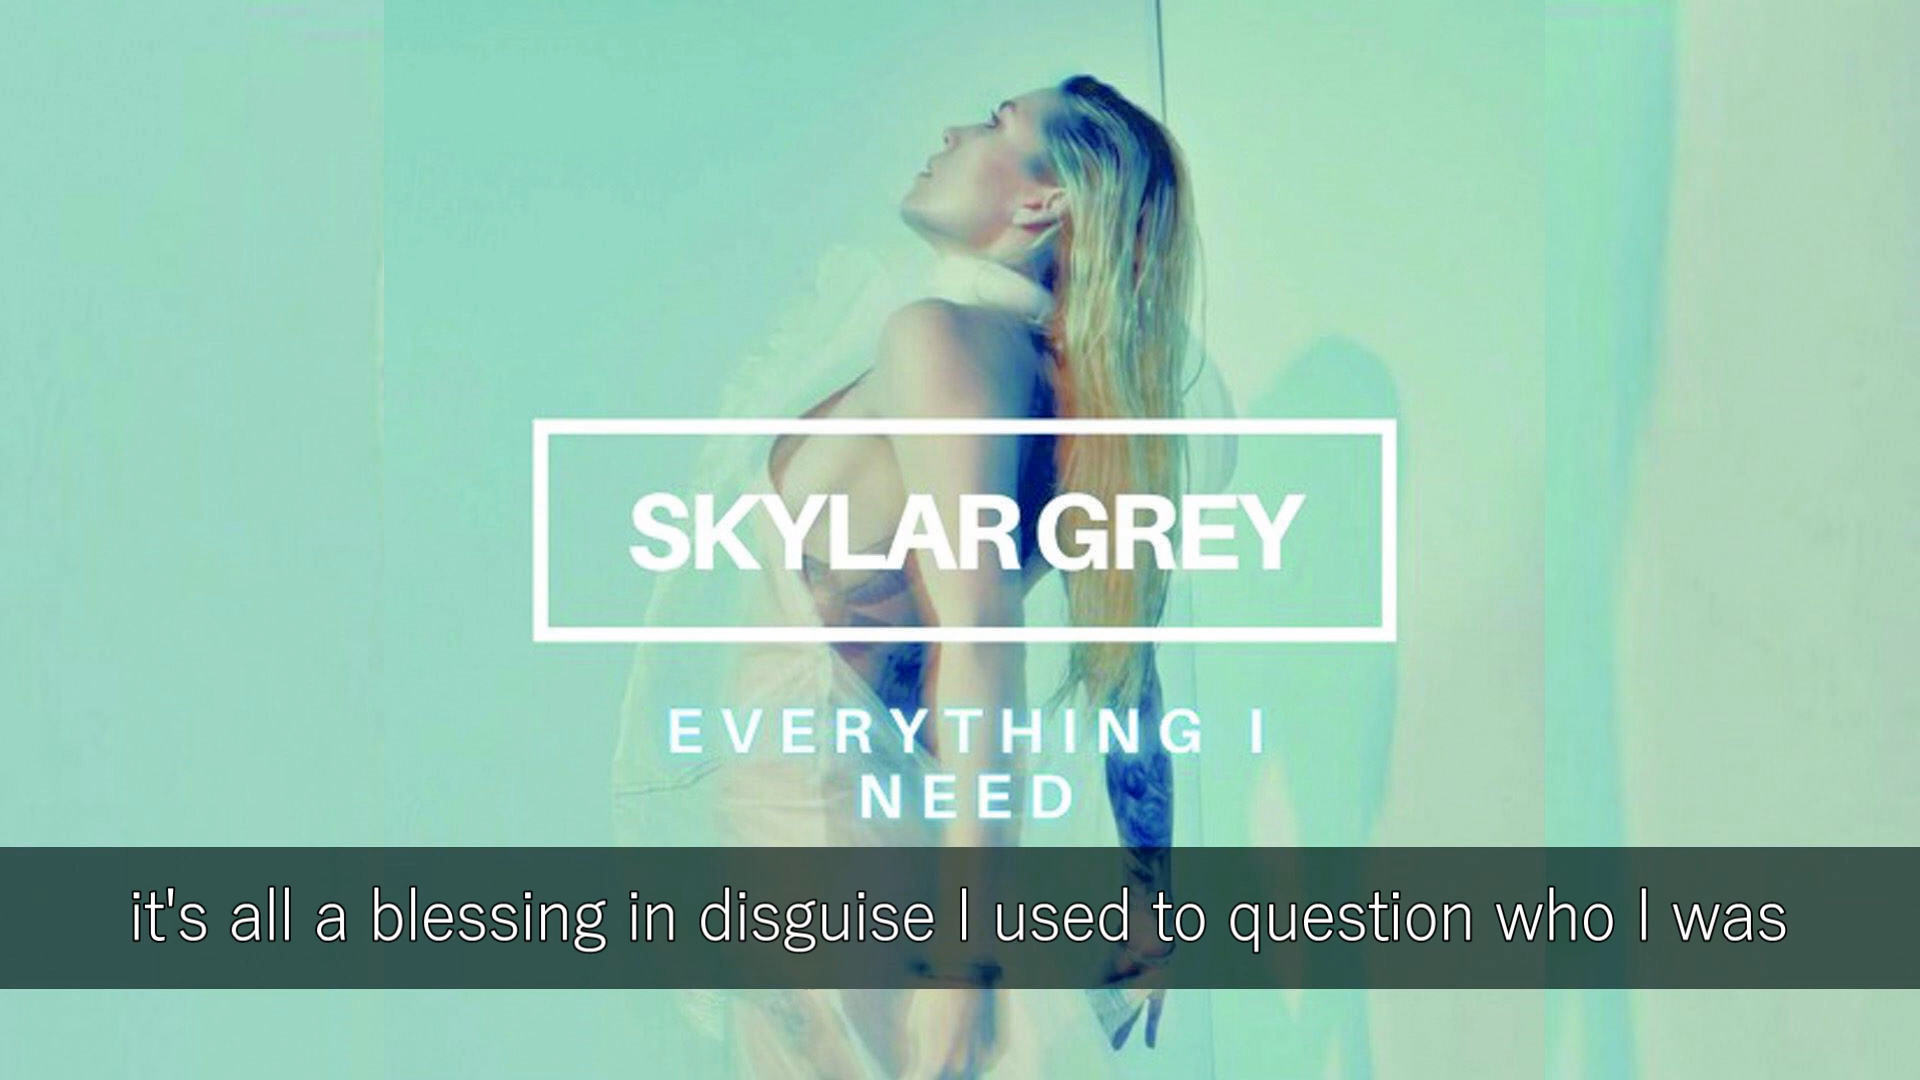 SKYLAR GREY
EVERYTHING I
NEED
it's all a blessing in disguise I used to question who I was